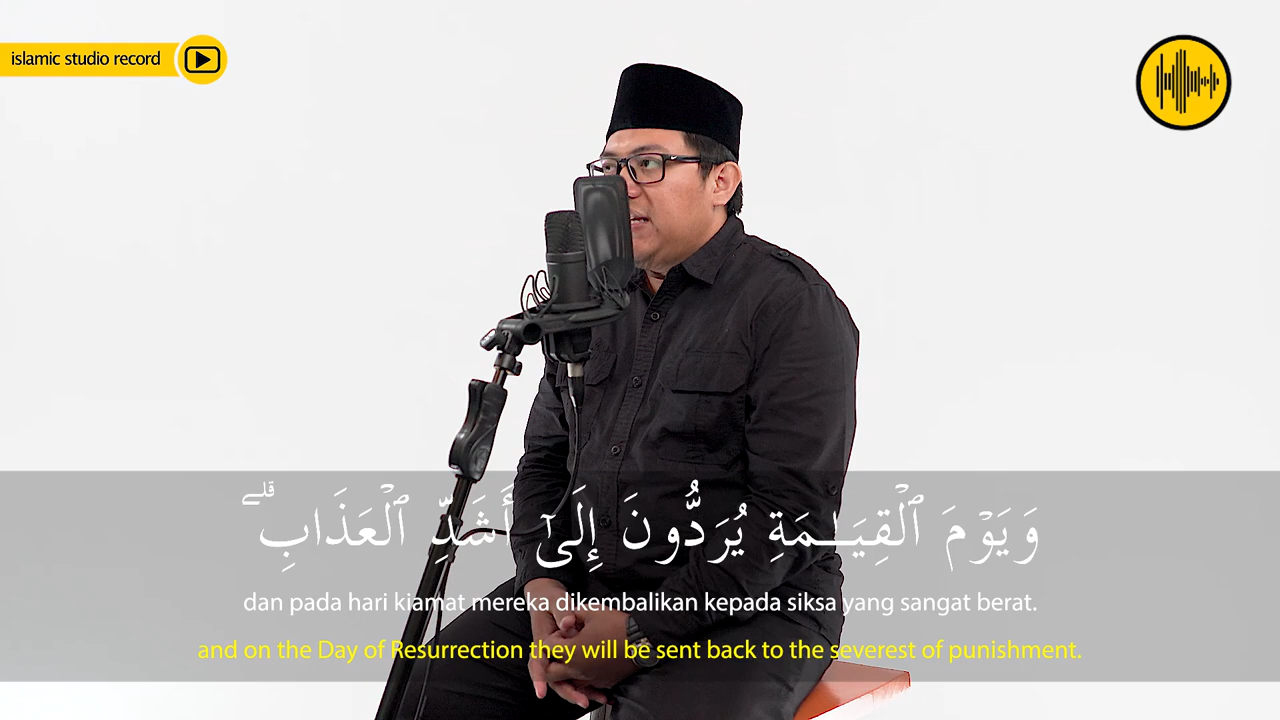 islamic studio record
وَيَوْمَ ٱلْقِيَـٰمَةِ يُرَدُّونَ إِلَىٰٓ أَشَدِّ ٱلْعَذَابِ ۗ
dan pada hari kiamat mereka dikembalikan kepada siksa yang sangat berat.
and on the Day of Resurrection they will be sent back to the severest of punishment.